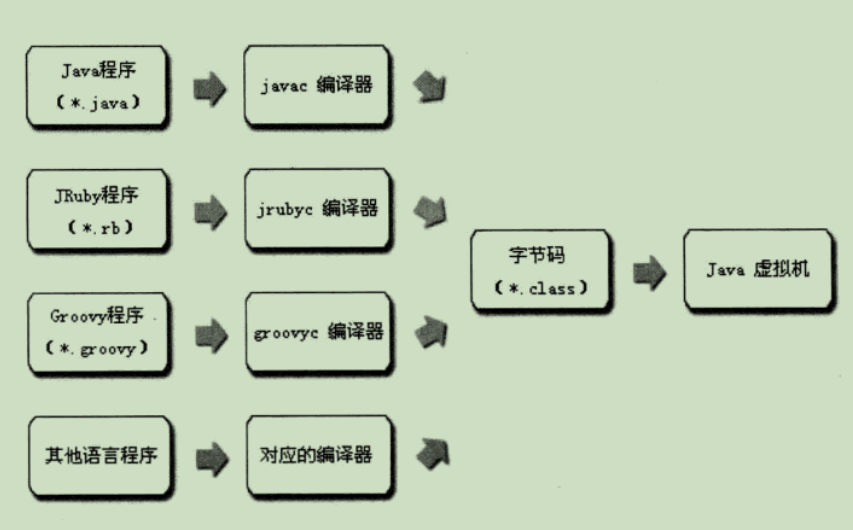 Java程序
(*.java)
javac 编译器
JRuby程序
(*.rb)
jrubyc 编译器
Groovy程序
(*.groovy)
groovyc 编译器
其他语言程序
对应的编译器
字节码
(*.class)
Java 虚拟机